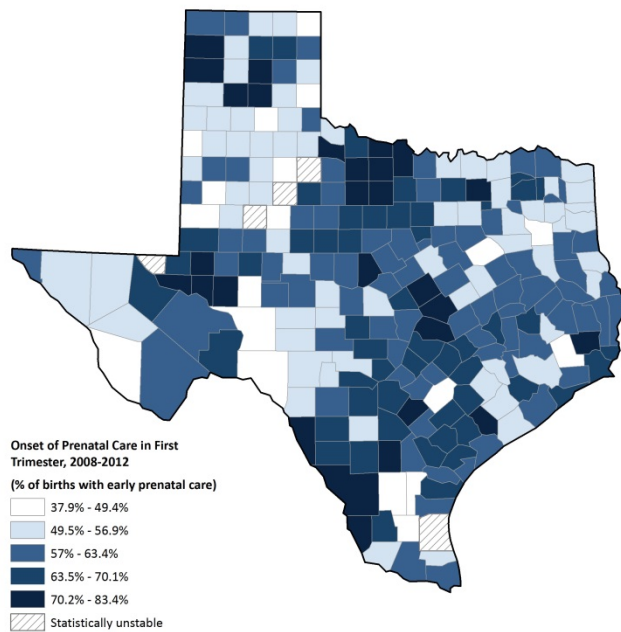 Onset of Prenatal Care in First
Trimester, 2008-2012
(% of births with early prenatal care)
37.9% - 49.4%
49.5% - 56.9%
57% - 63.4%
63.5% - 70.1%
70.2% - 83.4%
Statistically unstable